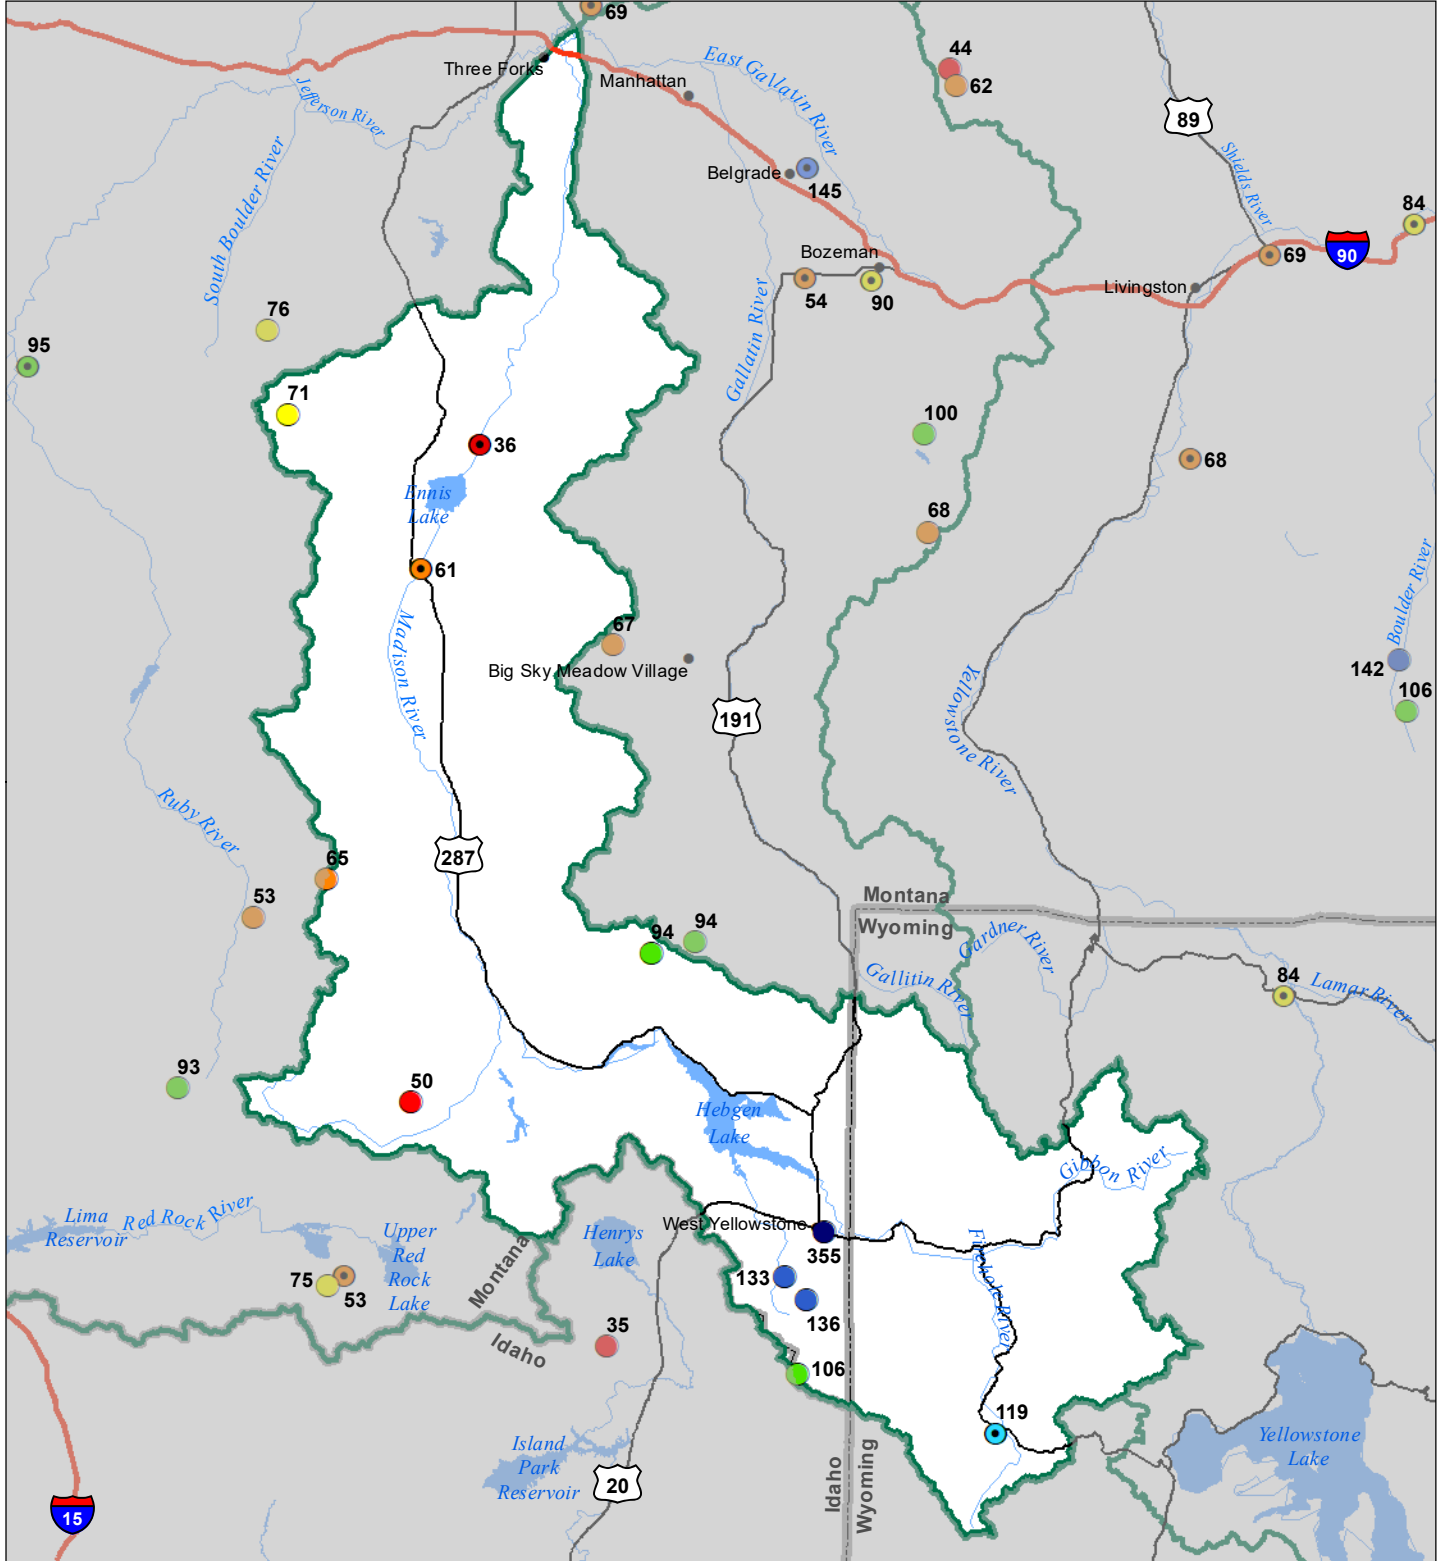 69
Three Forks
Manhattan
East Gallatin River
44
62
89
Jefferson River
South Boulder River
Belgrade
145
Shields River
84
Bozeman
54
90
69
90
Livingston
76
95
71
Gallatin River
36
100
68
Ennis
Lake
68
61
Madison River
67
Big Sky Meadow Village
191
Yellowstone River
Boulder River
142
106
Ruby River
287
65
53
94
94
Montana
Wyoming
Gardner River
Gallitin River
84
Lamar River
93
50
Hebgen
Lake
Gibbon River
Lima
Reservoir
Red Rock River
Upper
Red
Rock
Lake
Henrys
Lake
West Yellowstone
355
Firehole River
75
53
Montana
Idaho
133
136
35
106
119
Island
Park
Reservoir
20
Idaho
Wyoming
Yellowstone
Lake
15